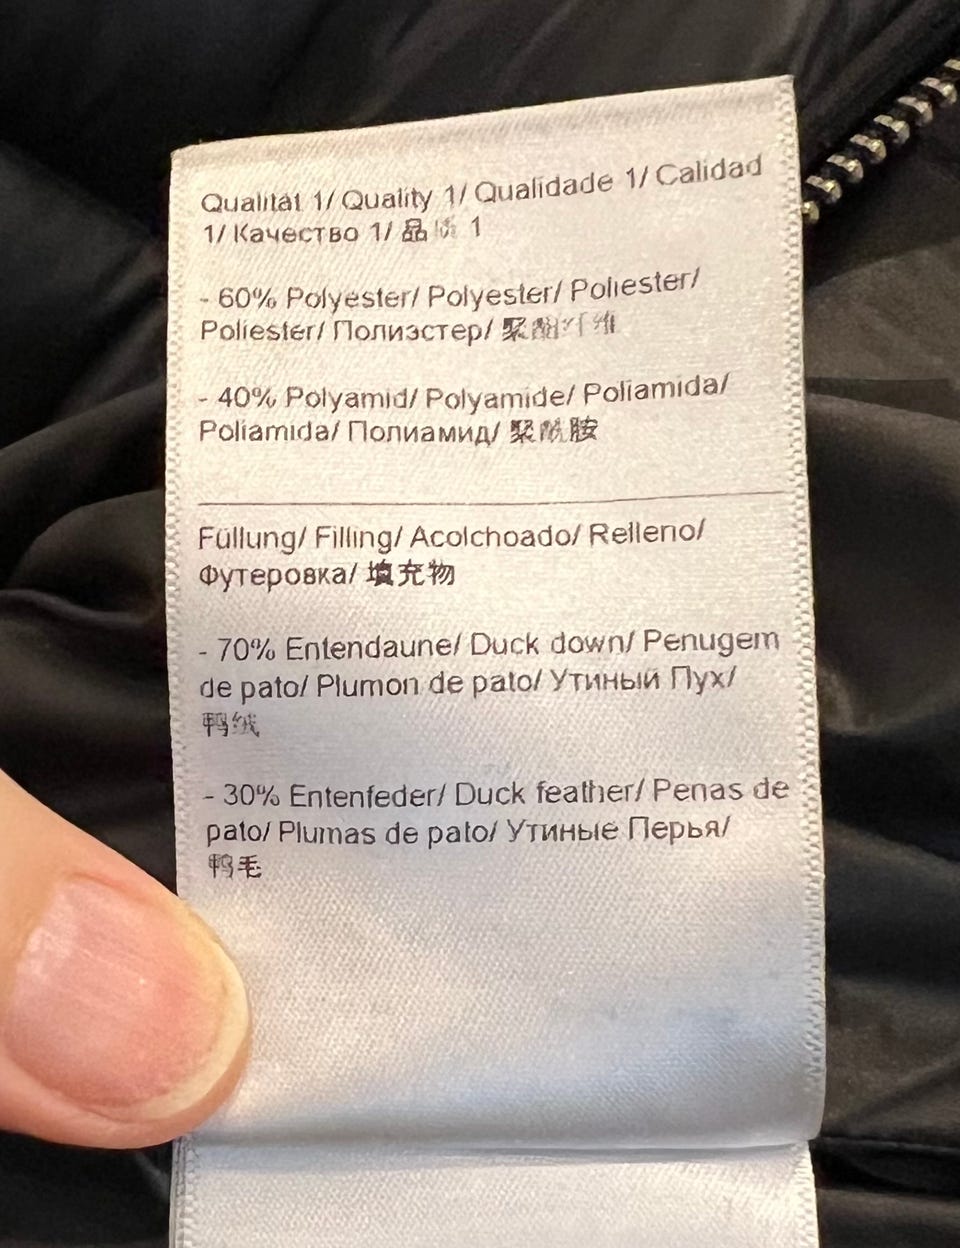 Qualität 1/ Quality 1/ Qualidade 1/ Calidad
1/ Качество 1/ 品质 1
- 60% Polyester/ Polyester/ Poliester/
Poliester/ Полиэстер/ 聚酯纤维
- 40% Polyamid/ Polyamide/ Poliamida/
Poliamida/ Полиамид/ 聚酰胺
Füllung/ Filling/ Acolchoado/ Relleno/
Футеровка/ 填充物
- 70% Entendaune/ Duck down/ Penugem
de pato/ Plumon de pato/ Утиный Пух/
鸭绒
- 30% Entenfeder/ Duck feather/ Penas de
pato/ Plumas de pato/ Утиные Перья/
鸭毛